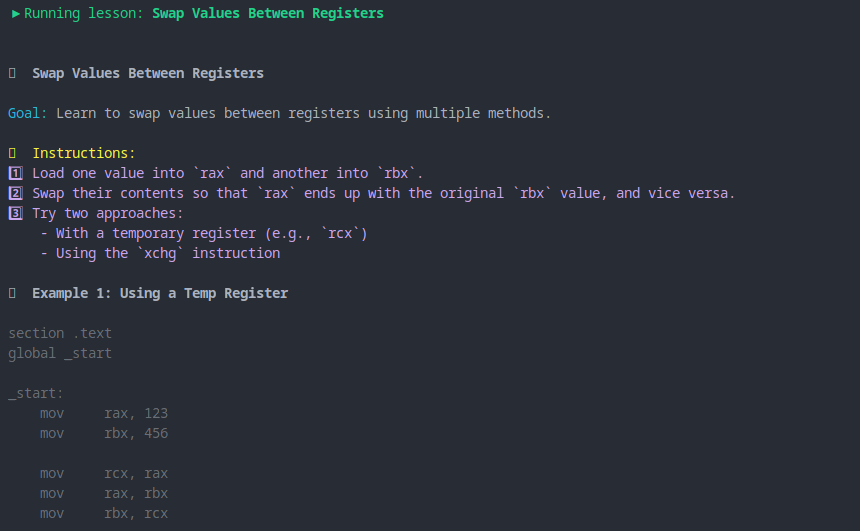 ▶ Running lesson: Swap Values Between Registers
Swap Values Between Registers
Goal: Learn to swap values between registers using multiple methods.
Instructions:
1️⃣ Load one value into `rax` and another into `rbx`.
2️⃣ Swap their contents so that `rax` ends up with the original `rbx` value, and vice versa.
3️⃣ Try two approaches:
- With a temporary register (e.g., `rcx`)
- Using the `xchg` instruction
Example 1: Using a Temp Register
section .text
global _start
_start:
mov     rax, 123
mov     rbx, 456
mov     rcx, rax
mov     rax, rbx
mov     rbx, rcx